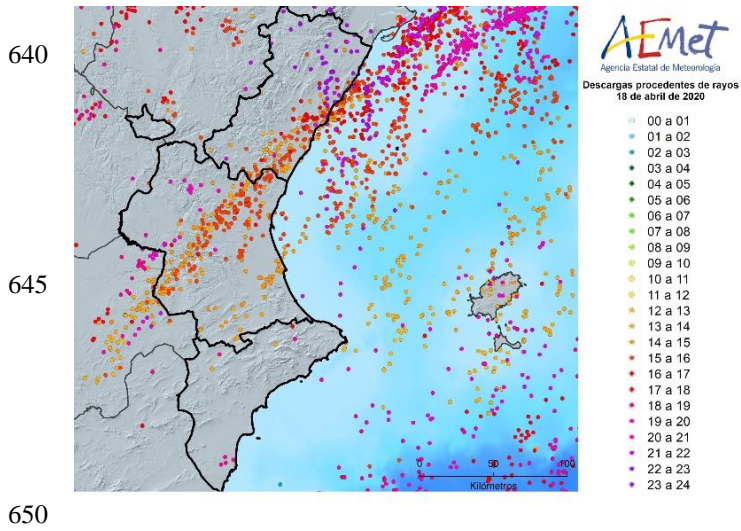 640
645
650
AEMet
Agencia Estatal de Meteorología
Descargas procedentes de rayos
18 de abril de 2020
00 a 01
01 a 02
02 a 03
03 a 04
04 a 05
05 a 06
06 a 07
07 a 08
08 a 09
09 a 10
10 a 11
11 a 12
12 a 13
13 a 14
14 a 15
15 a 16
16 a 17
17 a 18
18 a 19
19 a 20
20 a 21
21 a 22
22 a 23
23 a 24
0 50 100
Kilómetros